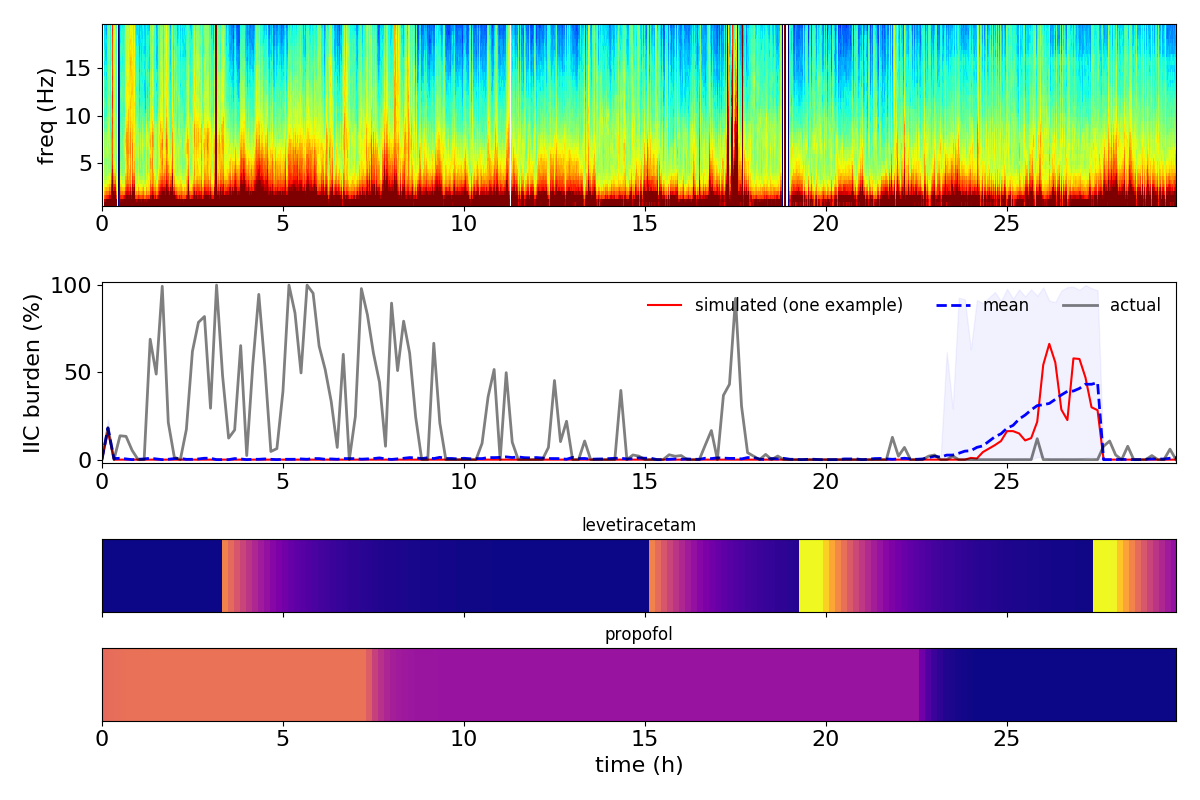 freq (Hz)
15
10
5
0 5 10 15 20 25
IIC burden (%)
100
50
0
simulated (one example) mean actual
0 5 10 15 20 25
levetiracetam
propofol
0 5 10 15 20 25
time (h)